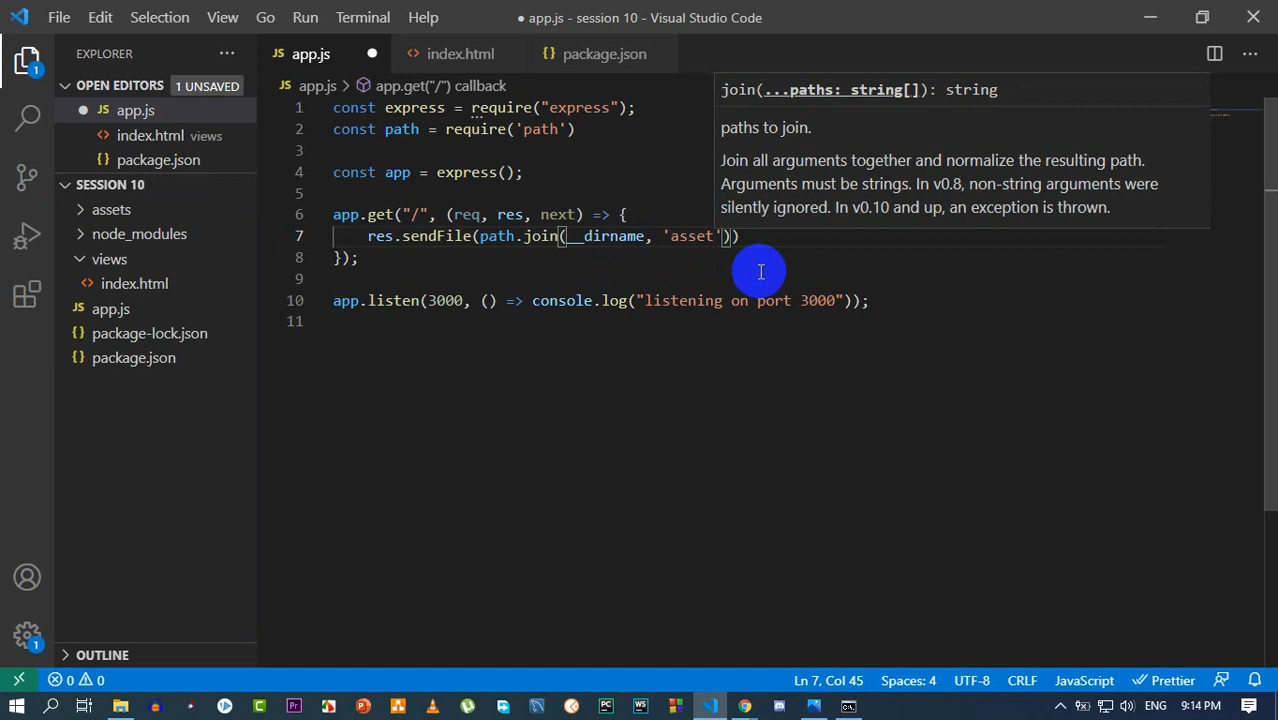 File Edit Selection View Go Run Terminal Help
● app.js - session 10 - Visual Studio Code
EXPLORER ...
JS app.js ●
<> index.html
{} package.json
OPEN EDITORS 1 UNSAVED
● JS app.js
<> index.html views
{} package.json
SESSION 10
assets
node_modules
views
<> index.html
JS app.js
{} package-lock.json
{} package.json
OUTLINE
1
1
JS app.js > app.get("/") callback
1 const express = require("express");
2 const path = require('path')
3
4 const app = express();
5
6 app.get("/", (req, res, next) => {
7 res.sendFile(path.join(__dirname, 'asset'))
8 });
9
10 app.listen(3000, () => console.log("listening on port 3000"));
11
join(...paths: string[]): string
paths to join.
Join all arguments together and normalize the resulting path.
Arguments must be strings. In v0.8, non-string arguments were
silently ignored. In v0.10 and up, an exception is thrown.
0 0
Ln 7, Col 45 Spaces: 4 UTF-8 CRLF JavaScript Prettier
Pr PC WS
ENG 9:14 PM